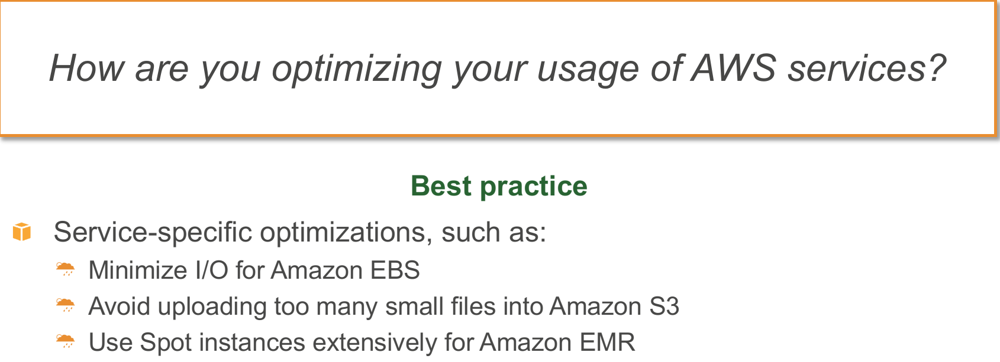 How are you optimizing your usage of AWS services?
Best practice
Service-specific optimizations, such as:
Minimize I/O for Amazon EBS
Avoid uploading too many small files into Amazon S3
Use Spot instances extensively for Amazon EMR